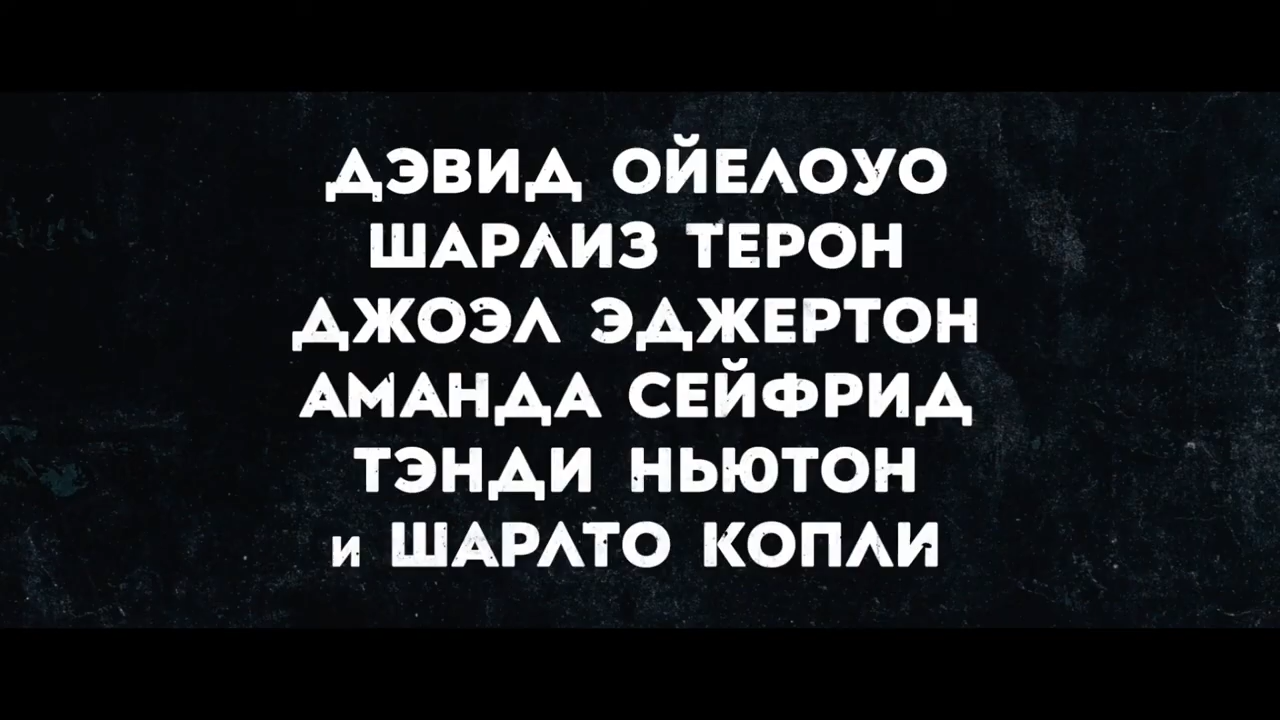 ДЭВИД ОЙЕЛОУО
ШАРЛИЗ ТЕРОН
ДЖОЭЛ ЭДЖЕРТОН
АМАНДА СЕЙФРИД
ТЭНДИ НЬЮТОН
и ШАРЛТО КОПЛИ